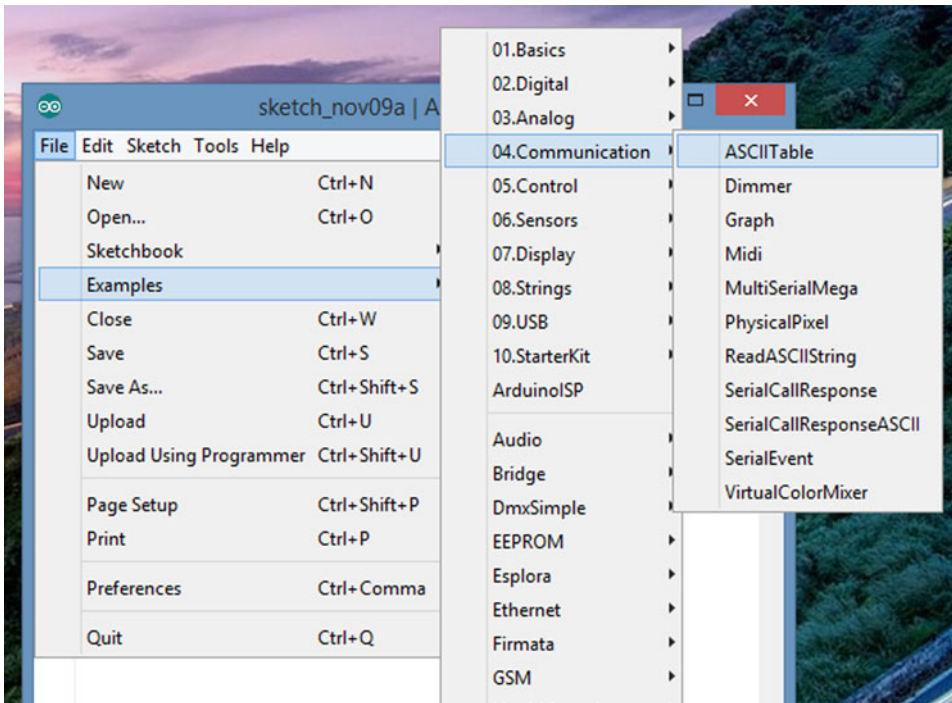 sketch_nov09a | A
File Edit Sketch Tools Help
New Ctrl+N
Open... Ctrl+O
Sketchbook
Examples
Close Ctrl+W
Save Ctrl+S
Save As... Ctrl+Shift+S
Upload Ctrl+U
Upload Using Programmer Ctrl+Shift+U
Page Setup Ctrl+Shift+P
Print Ctrl+P
Preferences Ctrl+Comma
Quit Ctrl+Q
01.Basics
02.Digital
03.Analog
04.Communication
05.Control
06.Sensors
07.Display
08.Strings
09.USB
10.StarterKit
ArduinoISP
Audio
Bridge
DmxSimple
EEPROM
Esplora
Ethernet
Firmata
GSM
ASCIITable
Dimmer
Graph
Midi
MultiSerialMega
PhysicalPixel
ReadASCIIString
SerialCallResponse
SerialCallResponseASCII
SerialEvent
VirtualColorMixer